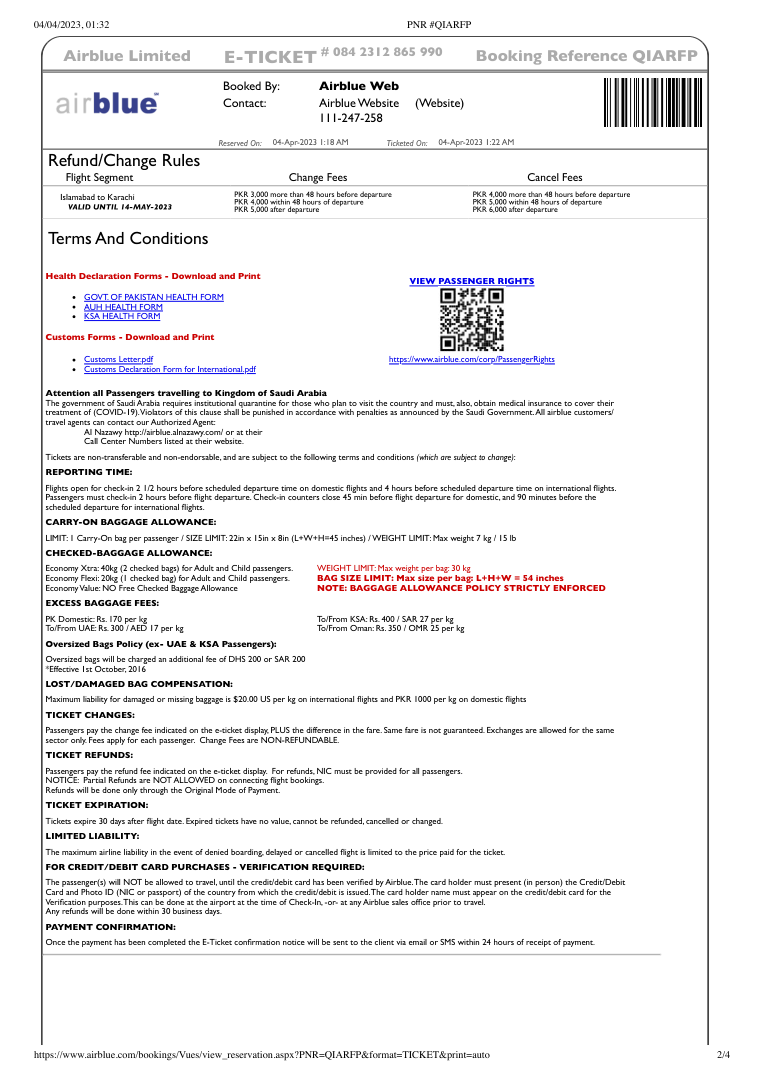 04/04/2023, 01:32 PNR #QIARFP
Airblue Limited E-TICKET # 084 2312 865 990 Booking Reference QIARFP
airblue
Booked By: Airblue Web
Contact: Airblue Website (Website)
111-247-258
Reserved On: 04-Apr-2023 1:18 AM Ticketed On: 04-Apr-2023 1:22 AM
Refund/Change Rules
Flight Segment Change Fees Cancel Fees
Islamabad to Karachi
VALID UNTIL 14-MAY-2023
PKR 3,000 more than 48 hours before departure
PKR 4,000 within 48 hours of departure
PKR 5,000 after departure
PKR 4,000 more than 48 hours before departure
PKR 5,000 within 48 hours of departure
PKR 6,000 after departure
Terms And Conditions
Health Declaration Forms - Download and Print
• GOVT. OF PAKISTAN HEALTH FORM
• AUH HEALTH FORM
• KSA HEALTH FORM
Customs Forms - Download and Print
• Customs Letter.pdf
• Customs Declaration Form for International.pdf
VIEW PASSENGER RIGHTS
https://www.airblue.com/corp/PassengerRights
Attention all Passengers travelling to Kingdom of Saudi Arabia
The government of Saudi Arabia requires institutional quarantine for those who plan to visit the country and must, also, obtain medical insurance to cover their
treatment of (COVID-19). Violators of this clause shall be punished in accordance with penalties as announced by the Saudi Government. All airblue customers/
travel agents can contact our Authorized Agent:
Al Nazawy http://airblue.alnazawy.com/ or at their
Call Center Numbers listed at their website.
Tickets are non-transferable and non-endorsable, and are subject to the following terms and conditions (which are subject to change):
REPORTING TIME:
Flights open for check-in 2 1/2 hours before scheduled departure time on domestic flights and 4 hours before scheduled departure time on international flights.
Passengers must check-in 2 hours before flight departure. Check-in counters close 45 min before flight departure for domestic, and 90 minutes before the
scheduled departure for international flights.
CARRY-ON BAGGAGE ALLOWANCE:
LIMIT: 1 Carry-On bag per passenger / SIZE LIMIT: 22in x 15in x 8in (L+W+H=45 inches) / WEIGHT LIMIT: Max weight 7 kg / 15 lb
CHECKED-BAGGAGE ALLOWANCE:
Economy Xtra: 40kg (2 checked bags) for Adult and Child passengers. WEIGHT LIMIT: Max weight per bag: 30 kg
Economy Flexi: 20kg (1 checked bag) for Adult and Child passengers. BAG SIZE LIMIT: Max size per bag: L+H+W = 54 inches
Economy Value: NO Free Checked Baggage Allowance NOTE: BAGGAGE ALLOWANCE POLICY STRICTLY ENFORCED
EXCESS BAGGAGE FEES:
PK Domestic: Rs. 170 per kg To/From KSA: Rs. 400 / SAR 27 per kg
To/From UAE: Rs. 300 / AED 17 per kg To/From Oman: Rs. 350 / OMR 25 per kg
Oversized Bags Policy (ex- UAE & KSA Passengers):
Oversized bags will be charged an additional fee of DHS 200 or SAR 200
*Effective 1st October, 2016
LOST/DAMAGED BAG COMPENSATION:
Maximum liability for damaged or missing baggage is $20.00 US per kg on international flights and PKR 1000 per kg on domestic flights
TICKET CHANGES:
Passengers pay the change fee indicated on the e-ticket display, PLUS the difference in the fare. Same fare is not guaranteed. Exchanges are allowed for the same
sector only. Fees apply for each passenger. Change Fees are NON-REFUNDABLE.
TICKET REFUNDS:
Passengers pay the refund fee indicated on the e-ticket display. For refunds, NIC must be provided for all passengers.
NOTICE: Partial Refunds are NOT ALLOWED on connecting flight bookings.
Refunds will be done only through the Original Mode of Payment.
TICKET EXPIRATION:
Tickets expire 30 days after flight date. Expired tickets have no value, cannot be refunded, cancelled or changed.
LIMITED LIABILITY:
The maximum airline liability in the event of denied boarding, delayed or cancelled flight is limited to the price paid for the ticket.
FOR CREDIT/DEBIT CARD PURCHASES - VERIFICATION REQUIRED:
The passenger(s) will NOT be allowed to travel, until the credit/debit card has been verified by Airblue. The card holder must present (in person) the Credit/Debit
Card and Photo ID (NIC or passport) of the country from which the credit/debit is issued. The card holder name must appear on the credit/debit card for the
Verification purposes. This can be done at the airport at the time of Check-In, -or- at any Airblue sales office prior to travel.
Any refunds will be done within 30 business days.
PAYMENT CONFIRMATION:
Once the payment has been completed the E-Ticket confirmation notice will be sent to the client via email or SMS within 24 hours of receipt of payment.
https://www.airblue.com/bookings/Vues/view_reservation.aspx?PNR=QIARFP&format=TICKET&print=auto 2/4